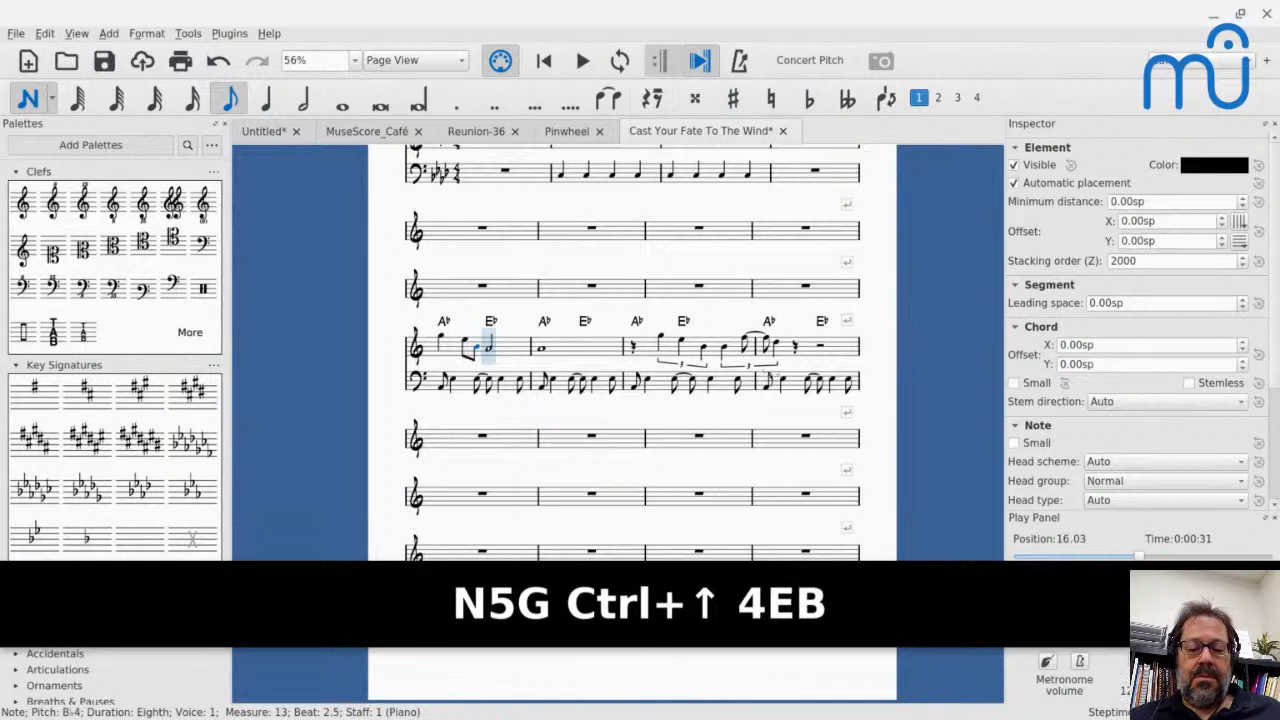 File Edit View Add Format Tools Plugins Help
56% Page View Concert Pitch
1 2 3 4
Palettes
Untitled* MuseScore_Café Reunion-36 Pinwheel Cast Your Fate To The Wind*
Inspector
Add Palettes
Clefs
More
Key Signatures
Accidentals
Articulations
Ornaments
Breaths & Pauses
A♭ E♭ A♭ E♭ A♭ E♭ A♭ E♭
3 3
Element
Visible Color:
Automatic placement
Minimum distance: 0.00sp
Offset: X: 0.00sp
Y: 0.00sp
Stacking order (Z): 2000
Segment
Leading space: 0.00sp
Chord
Offset: X: 0.00sp
Y: 0.00sp
Small Stemless
Stem direction: Auto
Note
Small
Head scheme: Auto
Head group: Normal
Head type: Auto
Play Panel
Position: 16.03 Time:0:00:31
N5G Ctrl+↑ 4EB
Metronome
volume
Note; Pitch: B♭4; Duration: Eighth; Voice: 1; Measure: 13; Beat: 2.5; Staff: 1 (Piano)